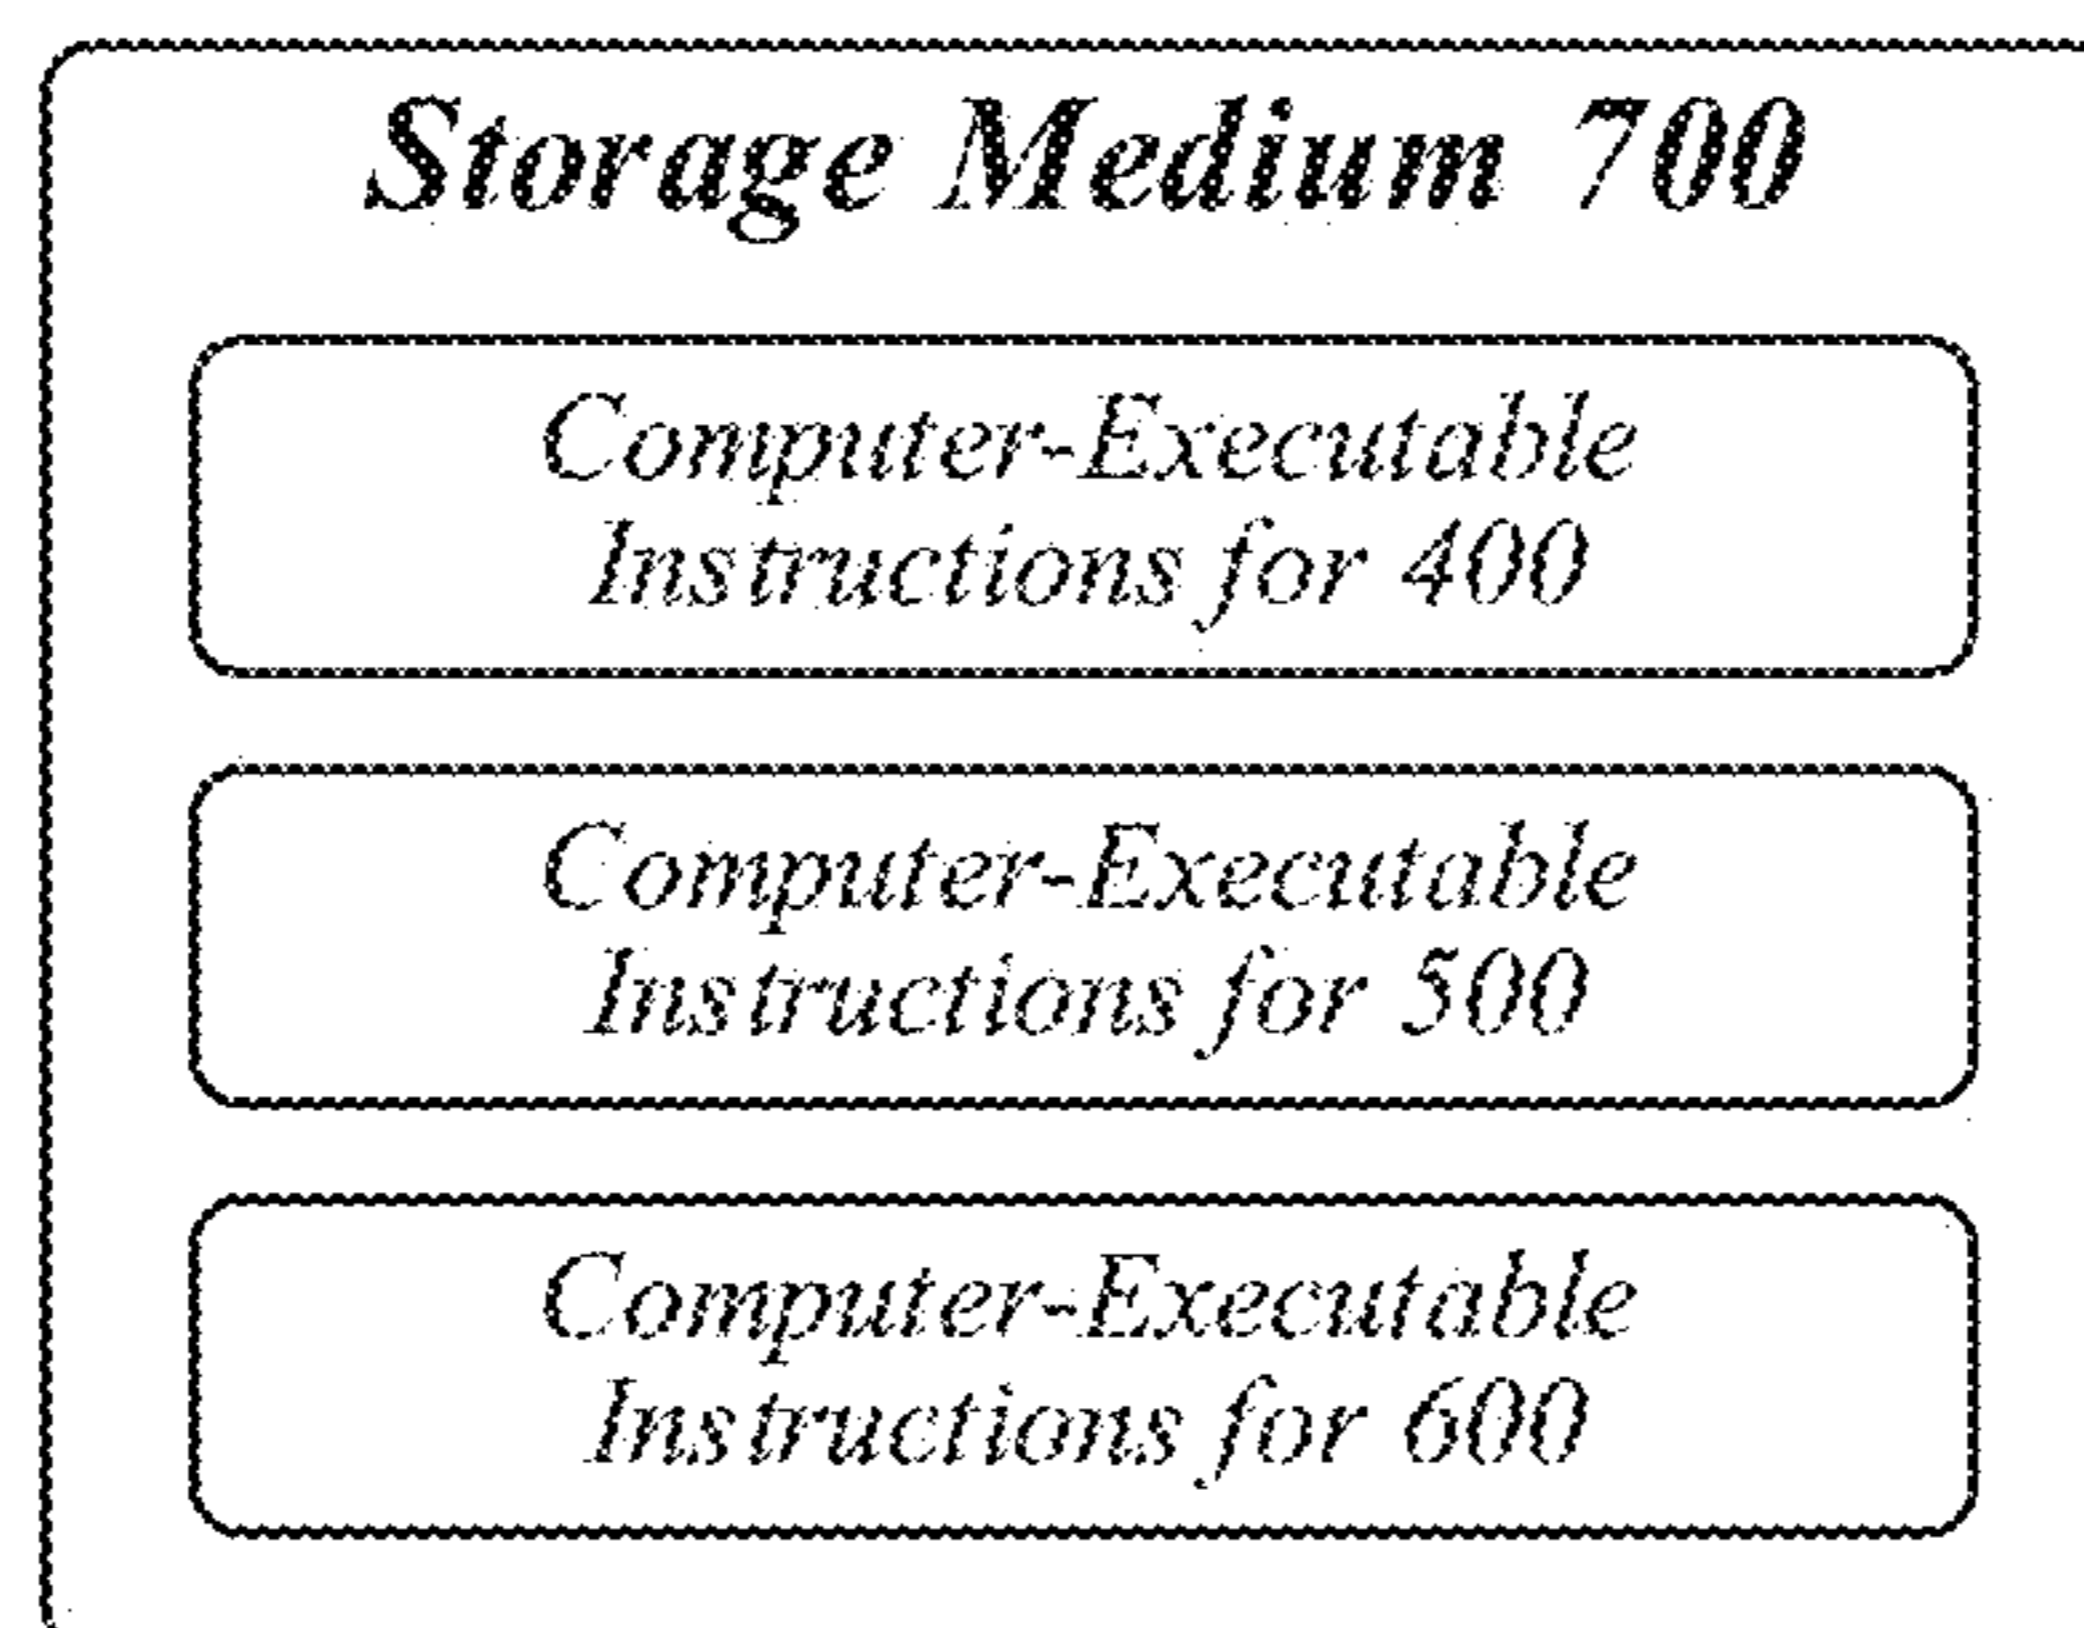 Storage Medium 700
Computer-Executable
Instructions for 400
Computer-Executable
Instructions for 500
Computer-Executable
Instructions for 600